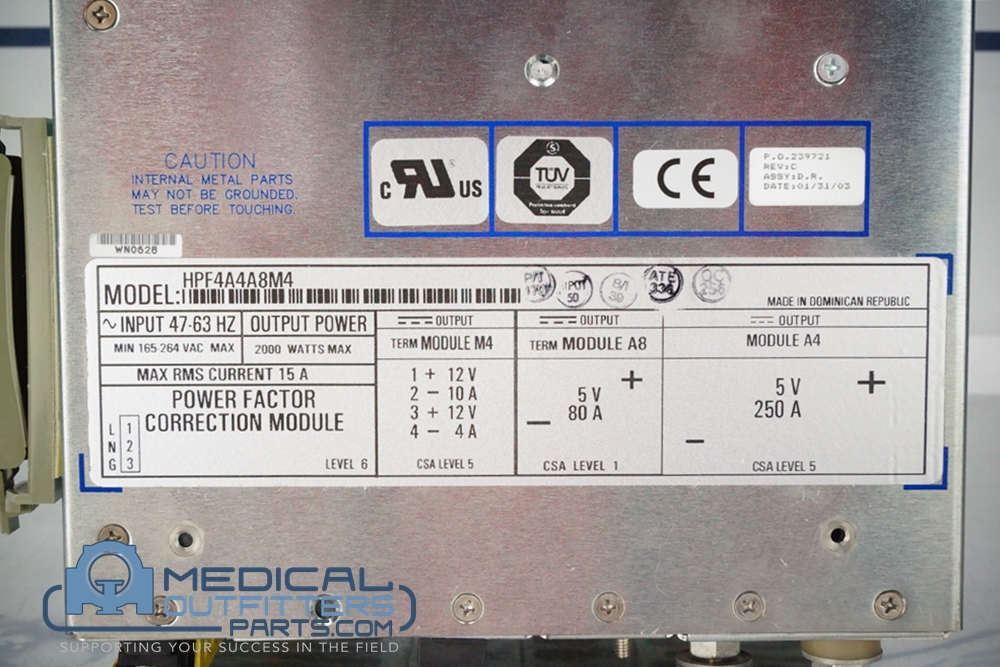 CAUTION
INTERNAL METAL PARTS
MAY NOT BE GROUNDED.
TEST BEFORE TOUCHING.
C RU US
S
TÜV
CE
P.O.239721
REV:C
ASSY:D.R.
DATE:01/31/03
WN0628
MODEL: HPF4A4A8M4
ATE
336
MADE IN DOMINICAN REPUBLIC
~ INPUT 47-63 HZ
MIN 165-264 VAC MAX
OUTPUT POWER
2000 WATTS MAX
MAX RMS CURRENT 15 A
POWER FACTOR
CORRECTION MODULE
L 1
N 2
G 3
LEVEL 6
OUTPUT
TERM MODULE M4
1 + 12 V
2 - 10 A
3 + 12 V
4 - 4 A
CSA LEVEL 5
OUTPUT
TERM MODULE A8
+
5 V
80 A
-
CSA LEVEL 1
OUTPUT
MODULE A4
+
5 V
250 A
-
CSA LEVEL 5
MEDICAL
OUTFITTERS
PARTS.COM
SUPPORTING YOUR SUCCESS IN THE FIELD